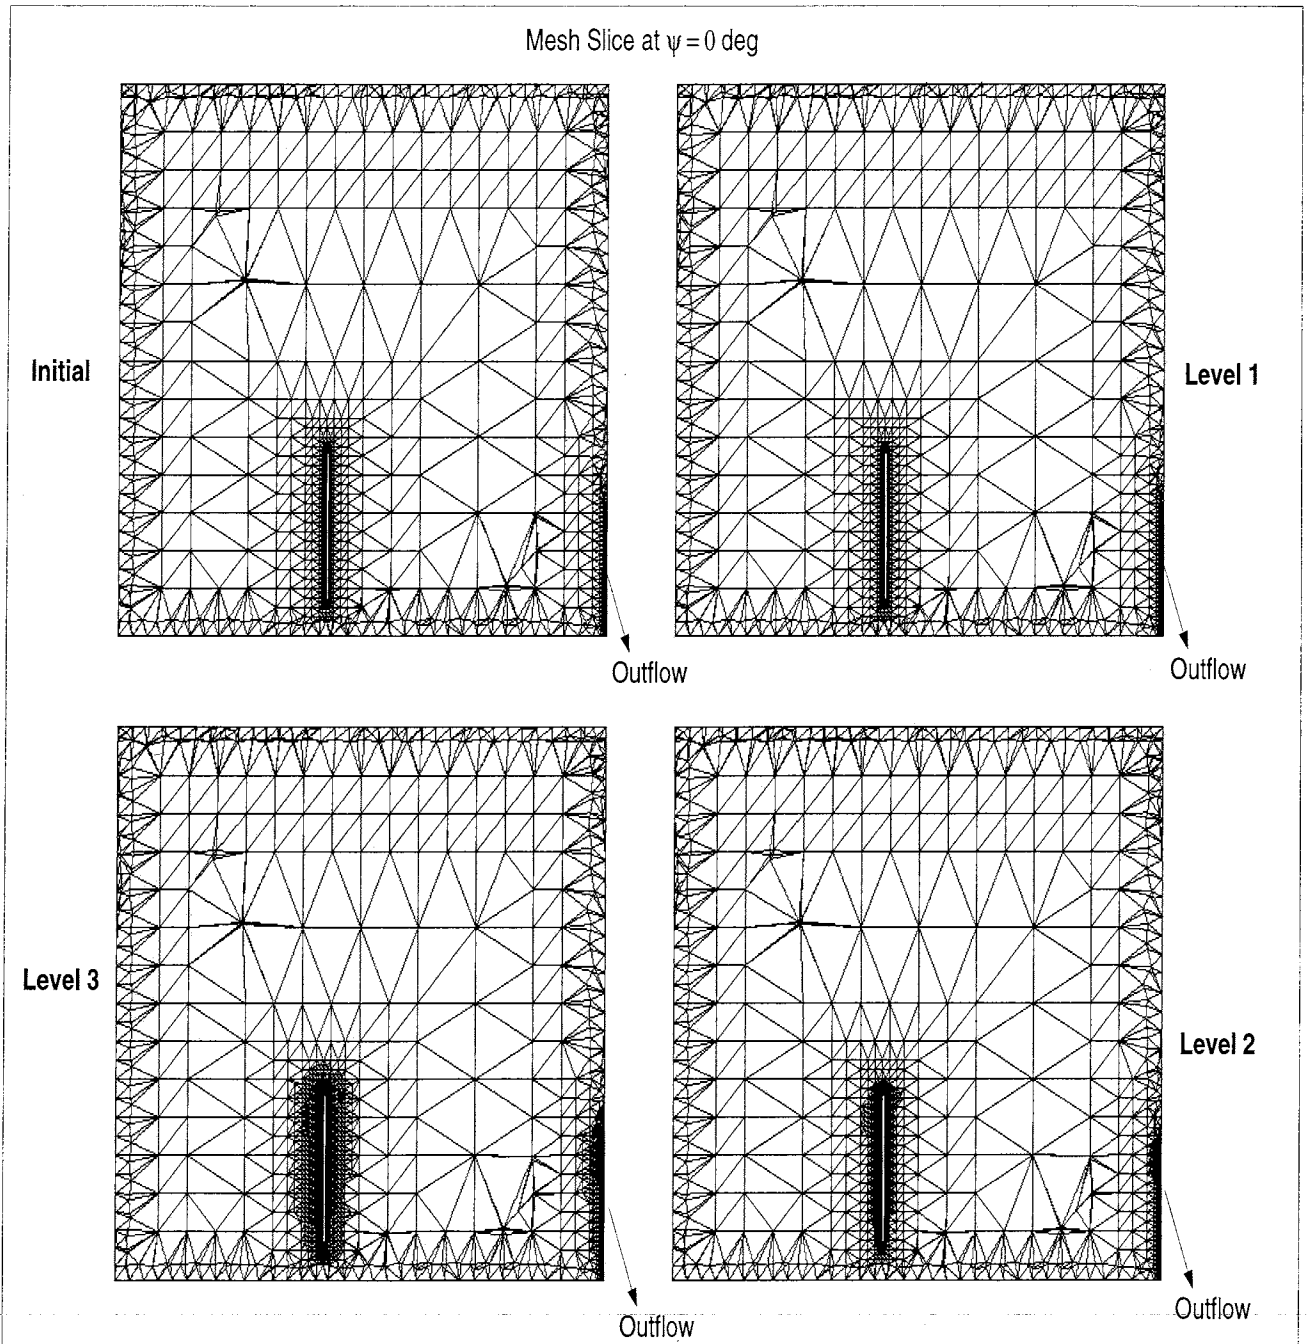 Mesh Slice at ψ = 0 deg
Initial
Level 1
Outflow
Outflow
Level 3
Level 2
Outflow
Outflow